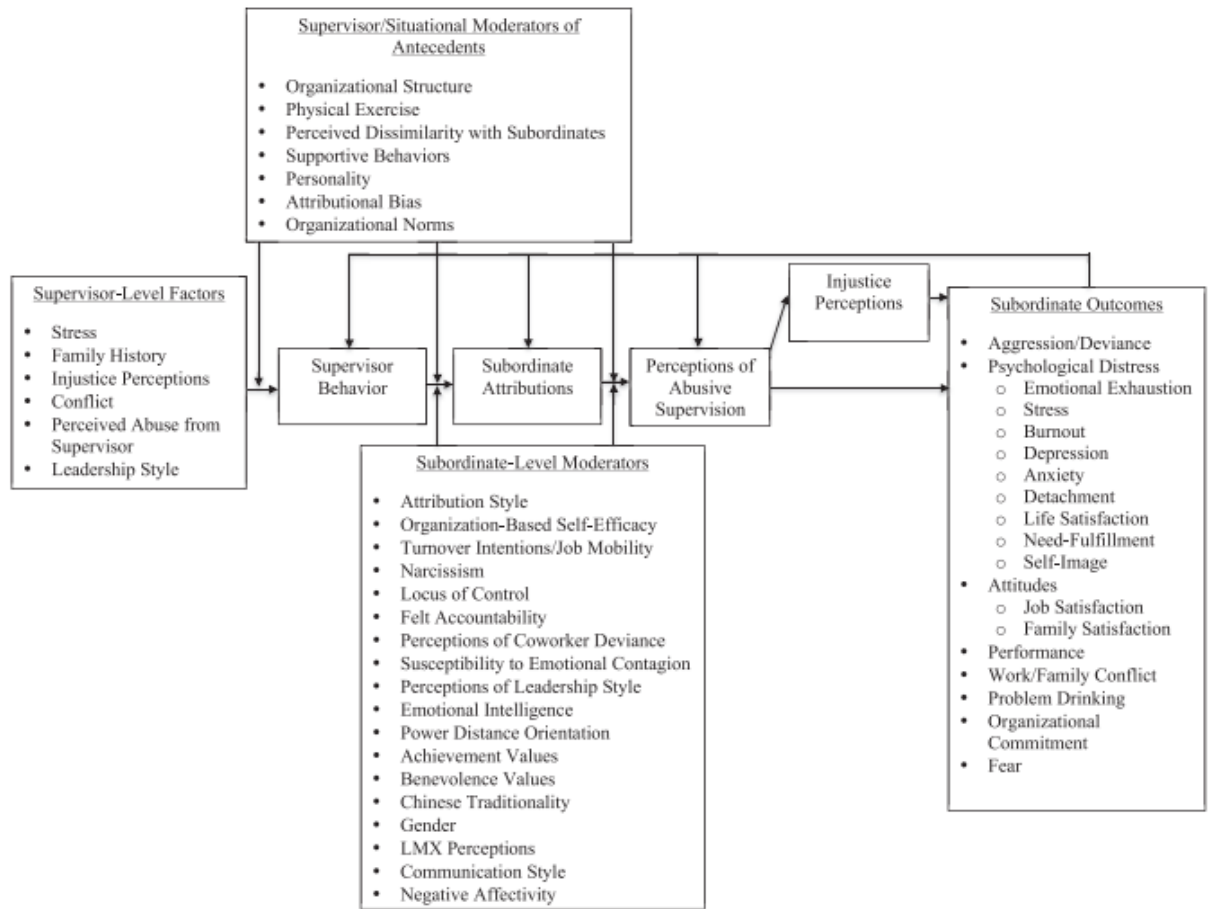 Supervisor/Situational Moderators of
Antecedents
• Organizational Structure
• Physical Exercise
• Perceived Dissimilarity with Subordinates
• Supportive Behaviors
• Personality
• Attributional Bias
• Organizational Norms
Supervisor-Level Factors
• Stress
• Family History
• Injustice Perceptions
• Conflict
• Perceived Abuse from
Supervisor
• Leadership Style
Supervisor
Behavior
Subordinate
Attributions
Perceptions of
Abusive
Supervision
Injustice
Perceptions
Subordinate-Level Moderators
• Attribution Style
• Organization-Based Self-Efficacy
• Turnover Intentions/Job Mobility
• Narcissism
• Locus of Control
• Felt Accountability
• Perceptions of Coworker Deviance
• Susceptibility to Emotional Contagion
• Perceptions of Leadership Style
• Emotional Intelligence
• Power Distance Orientation
• Achievement Values
• Benevolence Values
• Chinese Traditionality
• Gender
• LMX Perceptions
• Communication Style
• Negative Affectivity
Subordinate Outcomes
• Aggression/Deviance
• Psychological Distress
o Emotional Exhaustion
o Stress
o Burnout
o Depression
o Anxiety
o Detachment
o Life Satisfaction
o Need-Fulfillment
o Self-Image
• Attitudes
o Job Satisfaction
o Family Satisfaction
• Performance
• Work/Family Conflict
• Problem Drinking
• Organizational
Commitment
• Fear